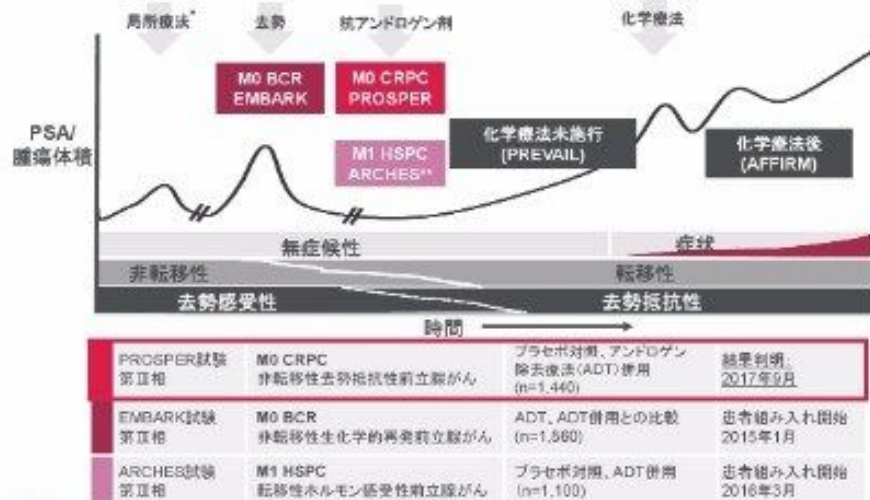 局所療法*
去勢
抗アンドロゲン剤
化学療法
M0 BCR
EMBARK
M0 CRPC
PROSPER
PSA/
腫瘍体積
M1 HSPC
ARCHES**
化学療法未施行
(PREVAIL)
化学療法後
(AFFIRM)
無症候性
症状
非転移性
転移性
去勢感受性
去勢抵抗性
時間
PROSPER試験
第Ⅲ相
M0 CRPC
非転移性去勢抵抗性前立腺がん
プラセボ対照、アンドロゲン
除去療法(ADT)併用
(n=1,440)
結果判明:
2017年9月
EMBARK試験
第Ⅲ相
M0 BCR
非転移性生化学的再発前立腺がん
ADT、ADT併用との比較
(n=1,860)
患者組み入れ開始
2015年1月
ARCHES試験
第Ⅲ相
M1 HSPC
転移性ホルモン感受性前立腺がん
プラセボ対照、ADT併用
(n=1,100)
患者組み入れ開始
2016年3月